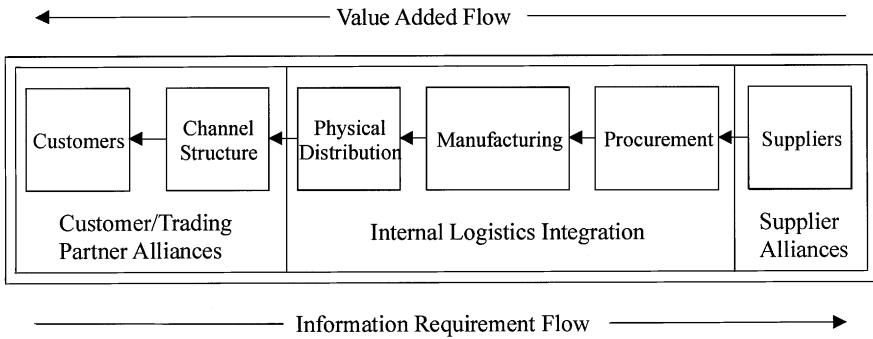 Value Added Flow
Customers
Channel
Structure
Physical
Distribution
Manufacturing
Procurement
Suppliers
Customer/Trading
Partner Alliances
Internal Logistics Integration
Supplier
Alliances
Information Requirement Flow